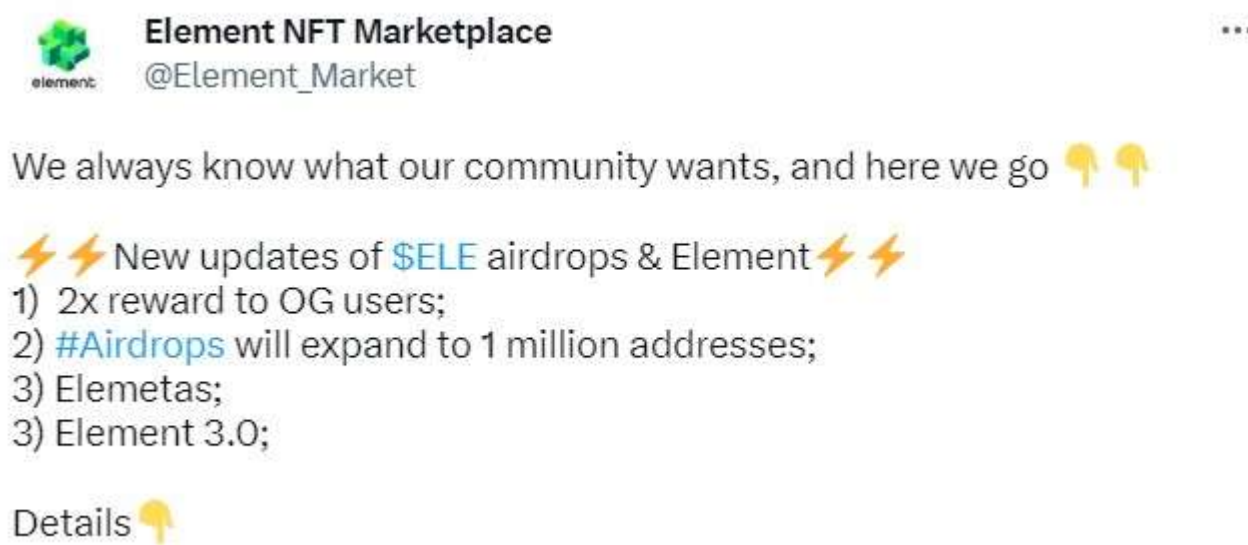 Element NFT Marketplace
element
@Element_Market
We always know what our community wants, and here we go 👇👇
⚡⚡New updates of $ELE airdrops & Element⚡⚡
1)  2x reward to OG users;
2) #Airdrops will expand to 1 million addresses;
3) Elemetas;
3) Element 3.0;
Details👇